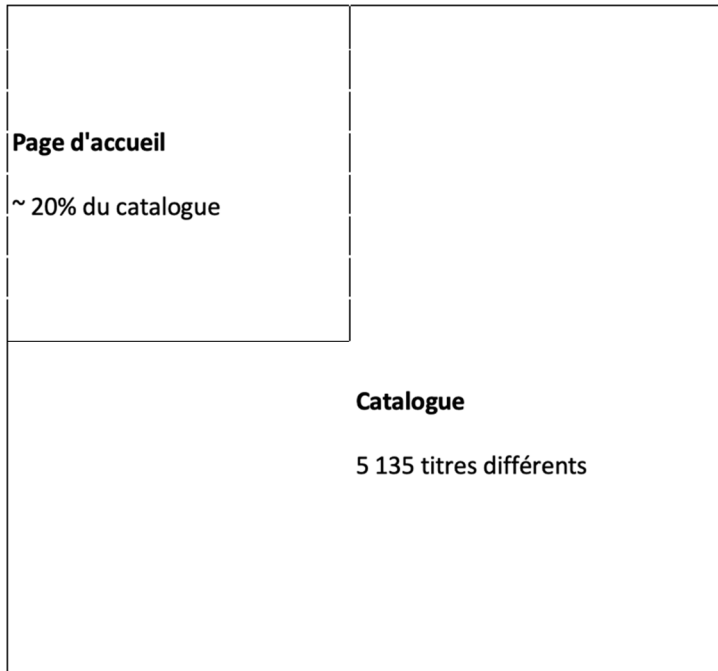 Page d'accueil
~ 20% du catalogue
Catalogue
5 135 titres différents